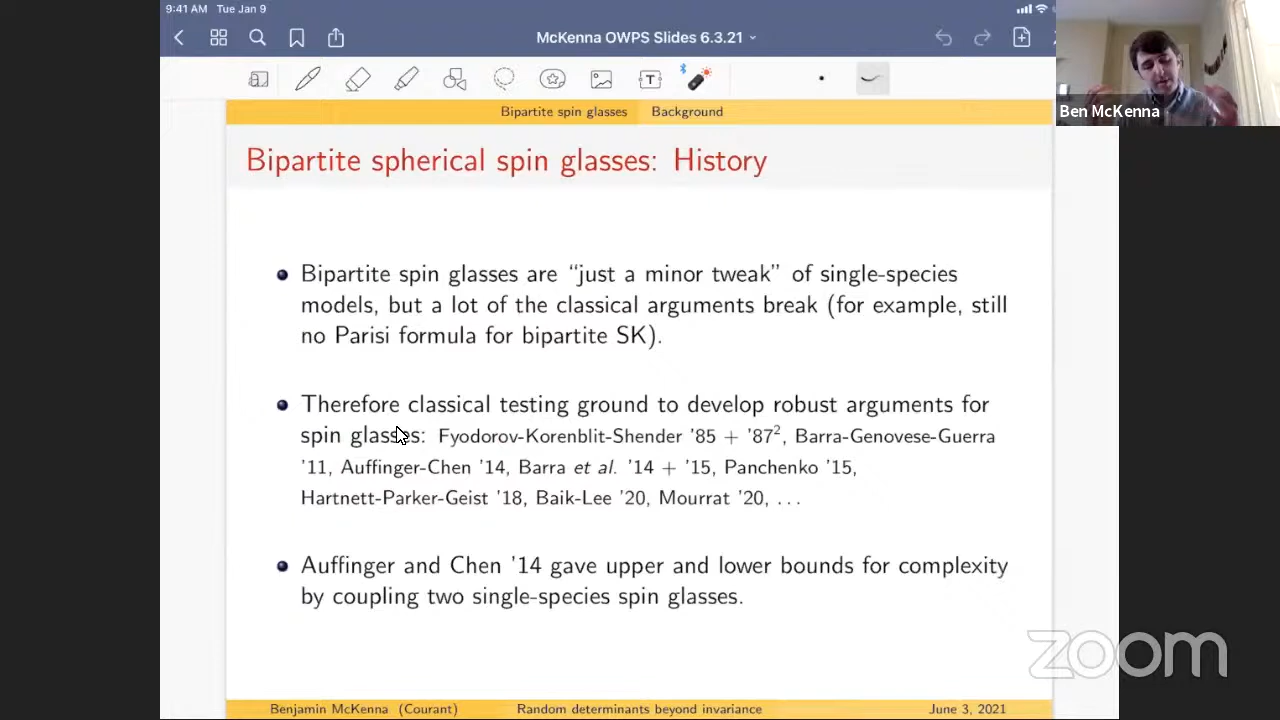 9:41 AM Tue Jan 9
McKenna OWPS Slides 6.3.21
T
Ben McKenna
Bipartite spin glasses Background
Bipartite spherical spin glasses: History
Bipartite spin glasses are “just a minor tweak” of single-species
models, but a lot of the classical arguments break (for example, still
no Parisi formula for bipartite SK).
Therefore classical testing ground to develop robust arguments for
spin glasses: Fyodorov-Korenblit-Shender ’85 + ’87², Barra-Genovese-Guerra
’11, Auffinger-Chen ’14, Barra et al. ’14 + ’15, Panchenko ’15,
Hartnett-Parker-Geist ’18, Baik-Lee ’20, Mourrat ’20, ...
Auffinger and Chen ’14 gave upper and lower bounds for complexity
by coupling two single-species spin glasses.
zoom
Benjamin McKenna (Courant) Random determinants beyond invariance June 3, 2021